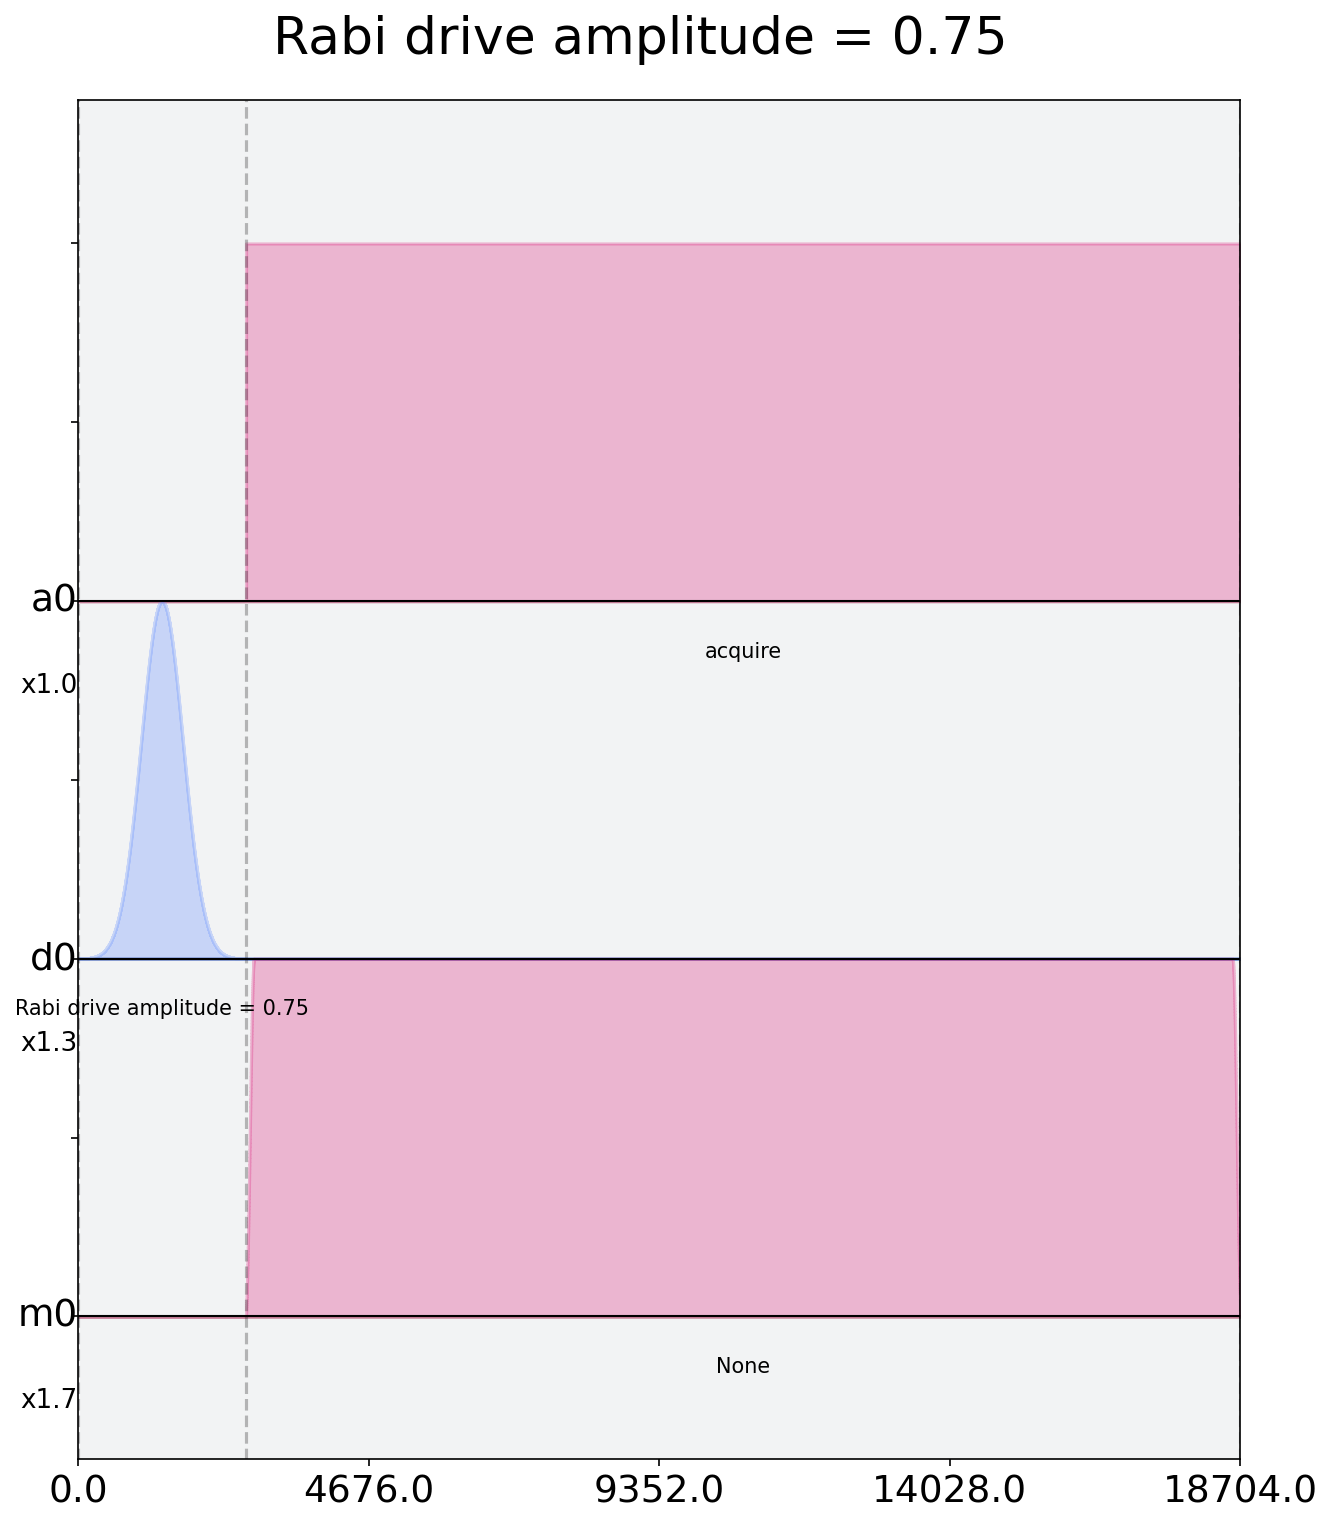 Rabi drive amplitude = 0.75
a0
acquire
x1.0
d0
Rabi drive amplitude = 0.75
x1.3
m0
None
x1.7
0.0 4676.0 9352.0 14028.0 18704.0